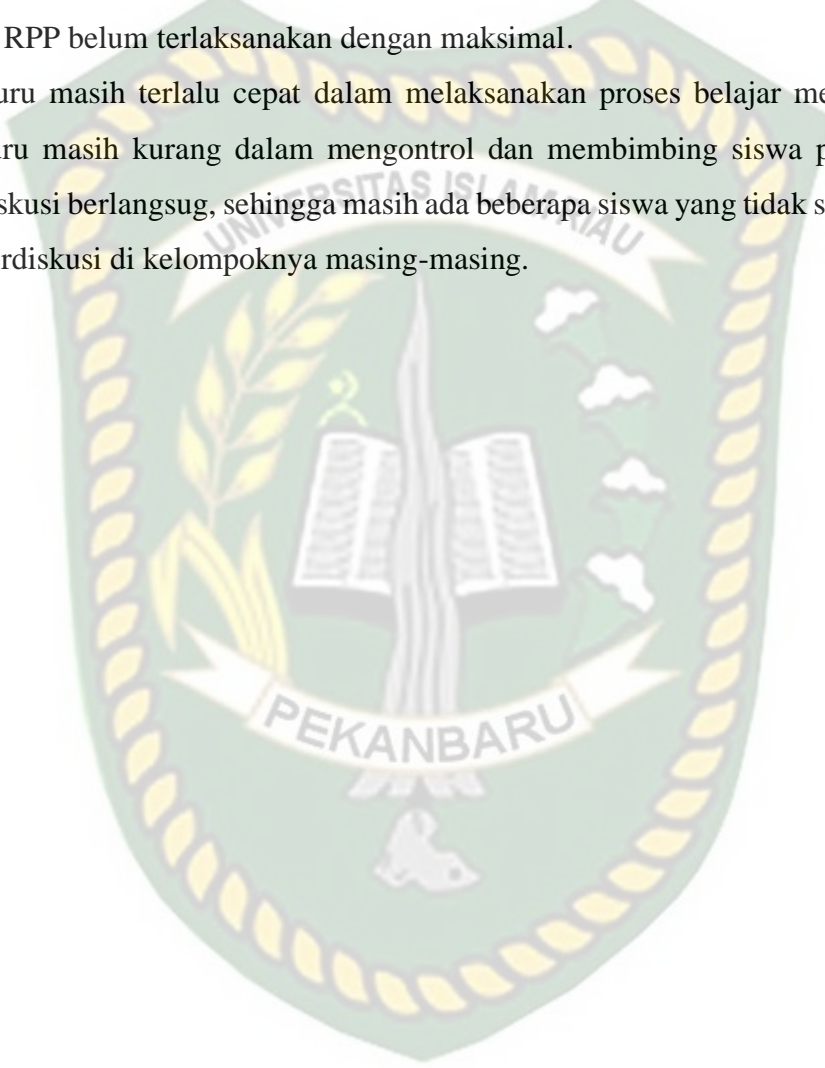 RPP belum terlaksanakan dengan maksimal.
uru masih terlalu cepat dalam melaksanakan proses belajar me
uru masih kurang dalam mengontrol dan membimbing siswa p
skusi berlangsug, sehingga masih ada beberapa siswa yang tidak s
rdiskusi di kelompoknya masing-masing.
UNIVERSITAS ISLAM RIAU
PEKANBARU